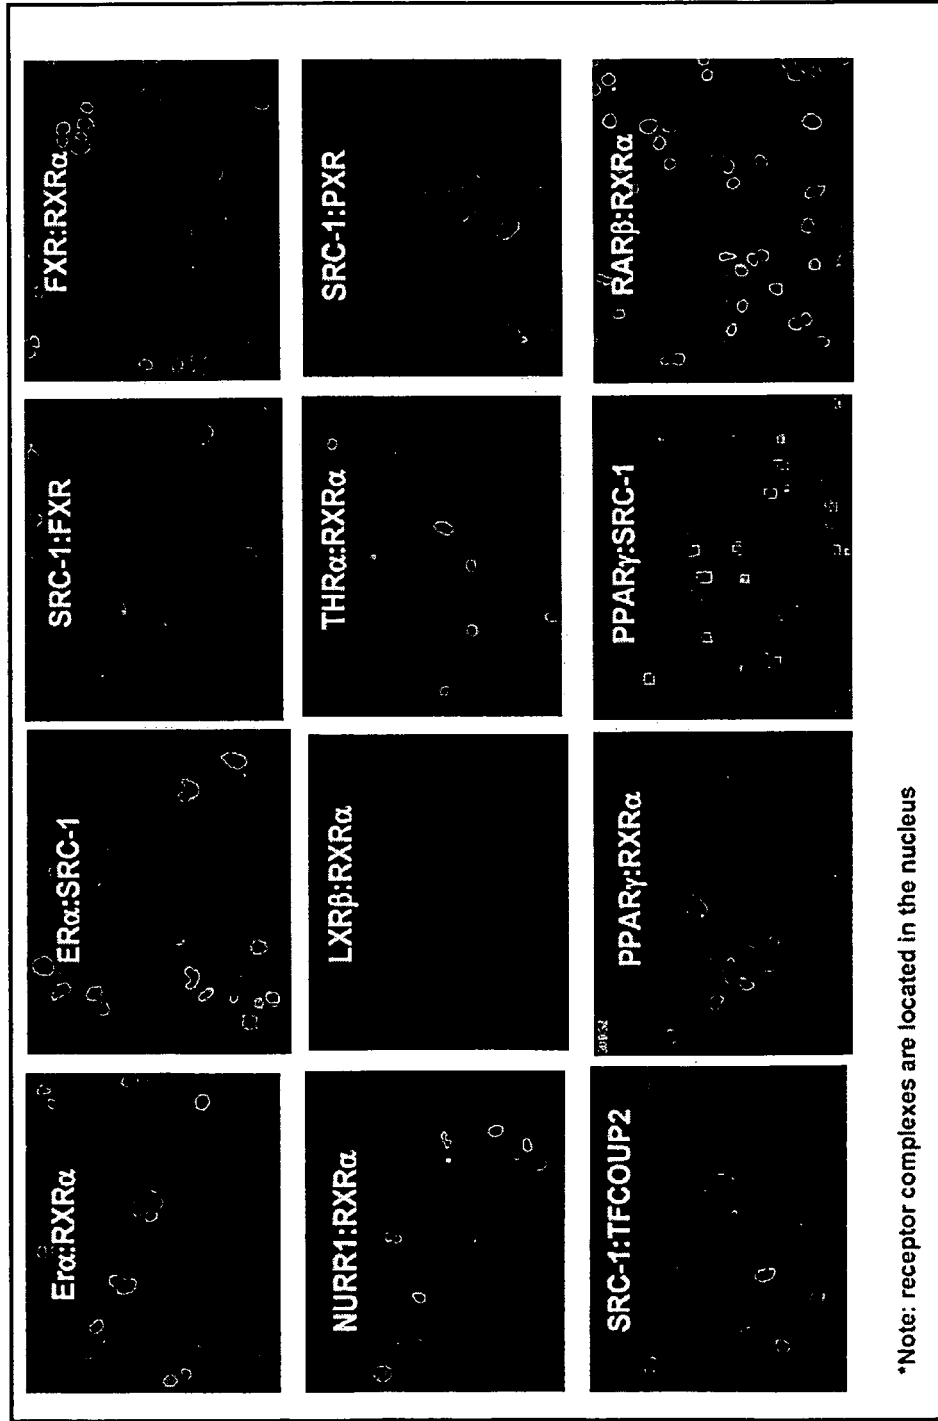 Erα:RXRα
ERα:SRC-1
SRC-1:FXR
FXR:RXRα
NURR1:RXRα
LXRβ:RXRα
THRα:RXRα
SRC-1:PXR
SRC-1:TFCOUP2
PPARγ:RXRα
PPARγ:SRC-1
RARβ:RXRα
*Note: receptor complexes are located in the nucleus